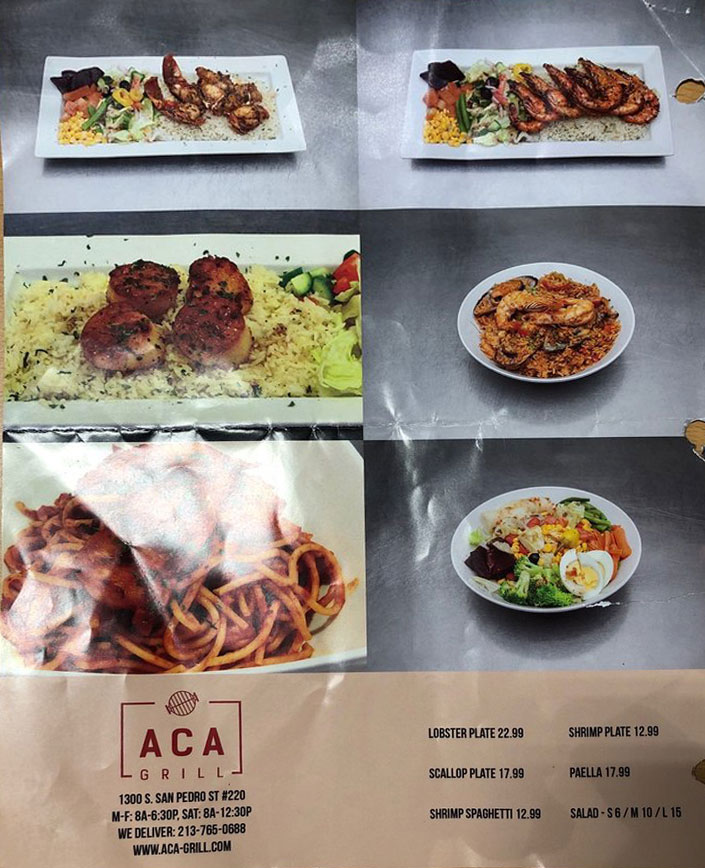 ACA
GRILL
1300 S. SAN PEDRO ST #220
M-F: 8A-6:30P, SAT: 8A-12:30P
WE DELIVER: 213-765-0688
WWW.ACA-GRILL.COM
LOBSTER PLATE 22.99
SHRIMP PLATE 12.99
SCALLOP PLATE 17.99
PAELLA 17.99
SHRIMP SPAGHETTI 12.99
SALAD - S 6 / M 10 / L 15